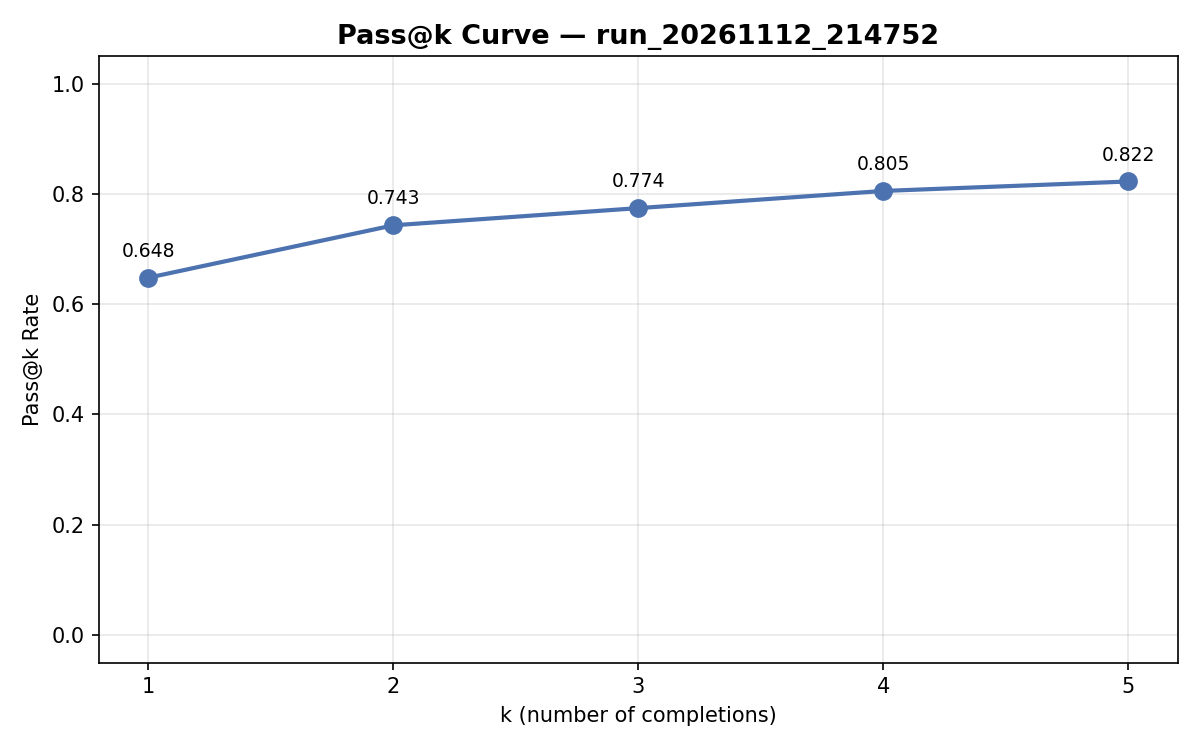 Pass@k Curve — run_20261112_214752
1.0
0.8
0.6
0.4
0.2
0.0
Pass@k Rate
0.648
0.743
0.774
0.805
0.822
1 2 3 4 5
k (number of completions)